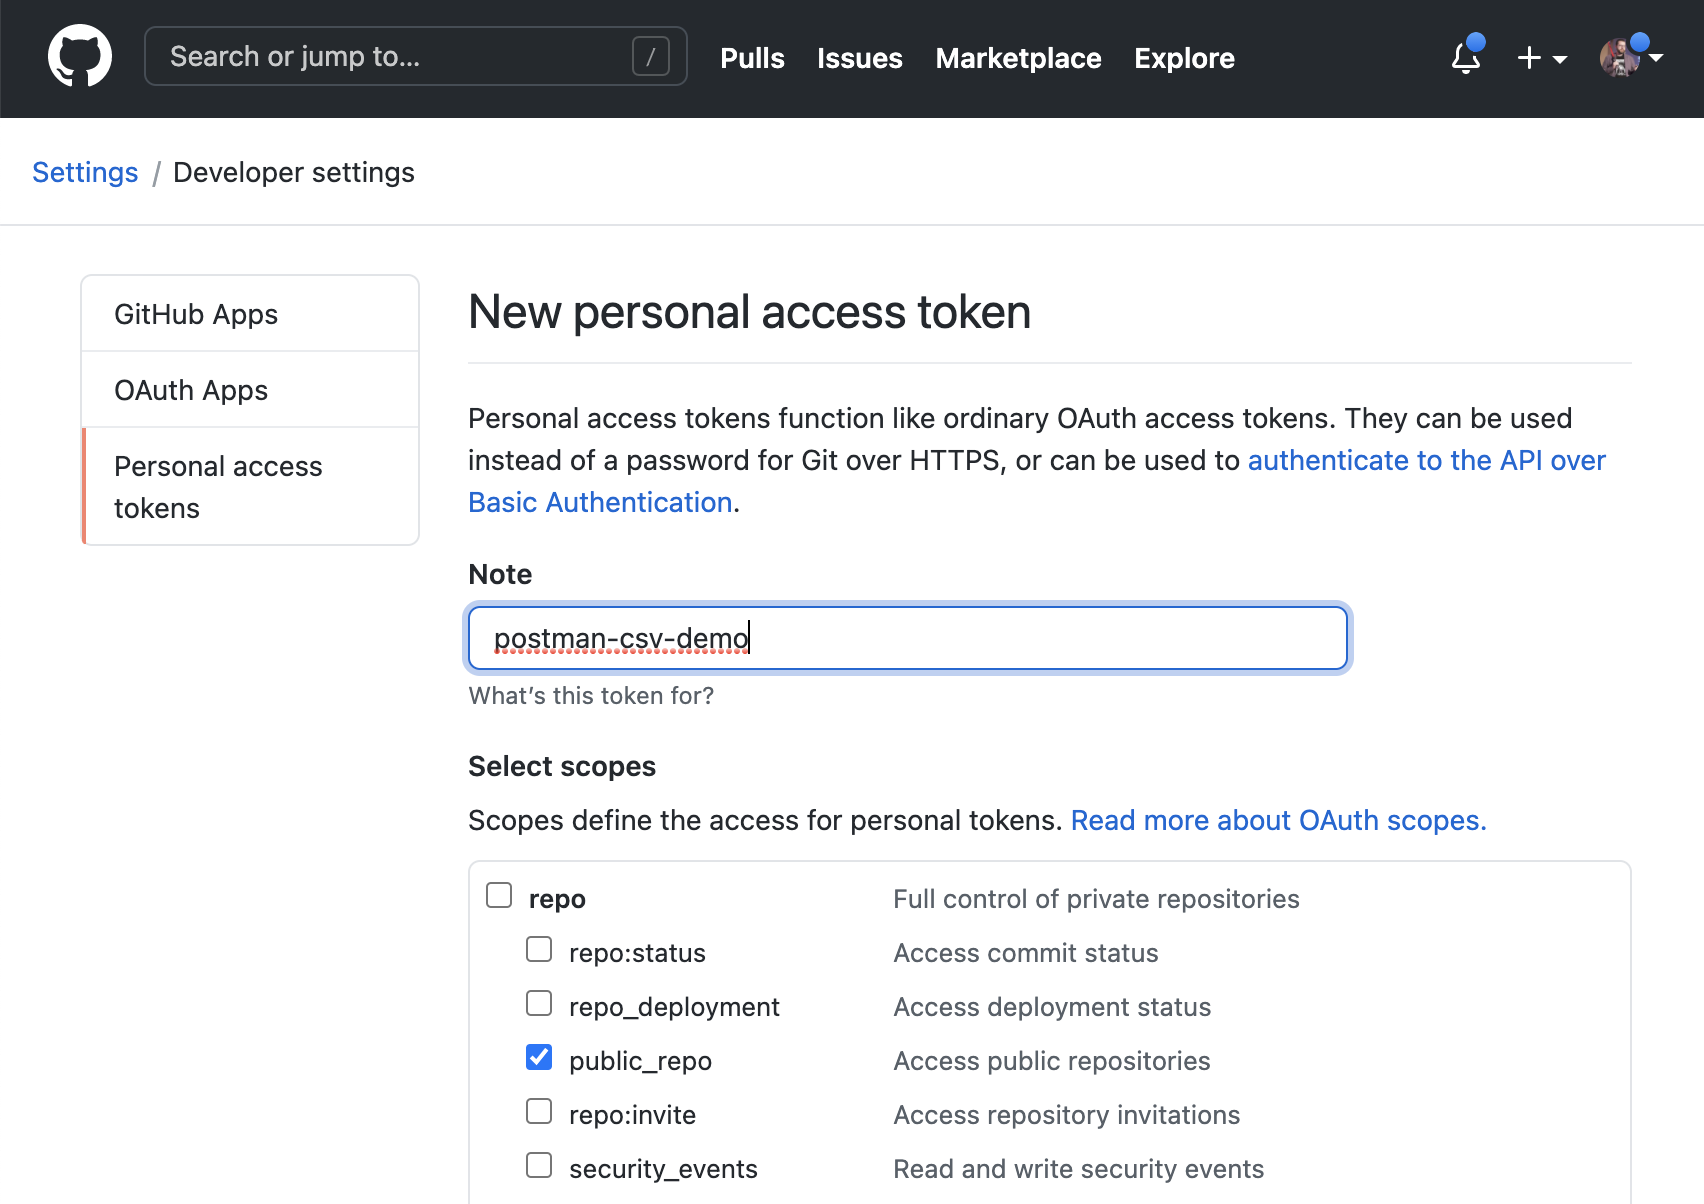 Search or jump to...
/
Pulls
Issues
Marketplace
Explore
Settings / Developer settings
GitHub Apps
OAuth Apps
Personal access
tokens
New personal access token
Personal access tokens function like ordinary OAuth access tokens. They can be used
instead of a password for Git over HTTPS, or can be used to authenticate to the API over
Basic Authentication.
Note
postman-csv-demo
What’s this token for?
Select scopes
Scopes define the access for personal tokens. Read more about OAuth scopes.
repo Full control of private repositories
repo:status Access commit status
repo_deployment Access deployment status
public_repo Access public repositories
repo:invite Access repository invitations
security_events Read and write security events